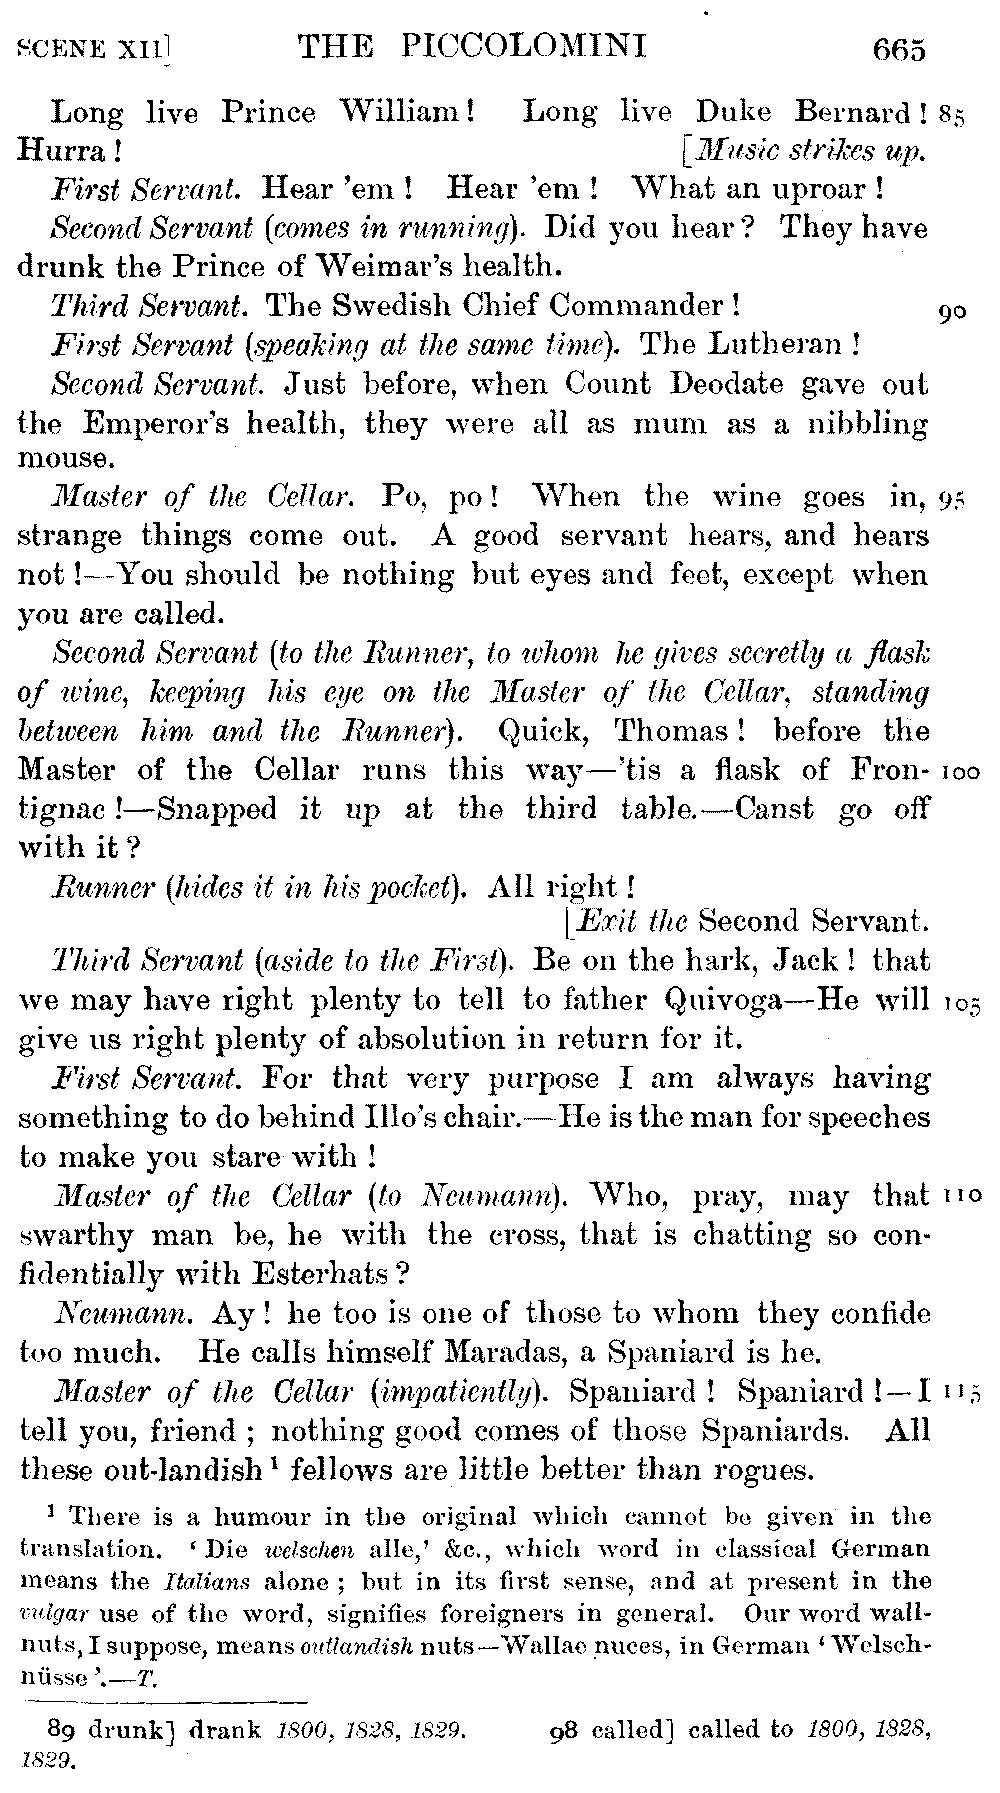 SCENE XII] THE PICCOLOMINI 665
Long live Prince William! Long live Duke Bernard! 85
Hurra! [Music strikes up.
First Servant. Hear 'em! Hear 'em! What an uproar!
Second Servant (comes in running). Did you hear? They have
drunk the Prince of Weimar's health.
Third Servant. The Swedish Chief Commander! 90
First Servant (speaking at the same time). The Lutheran!
Second Servant. Just before, when Count Deodate gave out
the Emperor's health, they were all as mum as a nibbling
mouse.
Master of the Cellar. Po, po! When the wine goes in, 95
strange things come out. A good servant hears, and hears
not!—You should be nothing but eyes and feet, except when
you are called.
Second Servant (to the Runner, to whom he gives secretly a flask
of wine, keeping his eye on the Master of the Cellar, standing
between him and the Runner). Quick, Thomas! before the
Master of the Cellar runs this way—'tis a flask of Fron- 100
tignac!—Snapped it up at the third table.—Canst go off
with it?
Runner (hides it in his pocket). All right!
[Exit the Second Servant.
Third Servant (aside to the First). Be on the hark, Jack! that
we may have right plenty to tell to father Quivoga—He will 105
give us right plenty of absolution in return for it.
First Servant. For that very purpose I am always having
something to do behind Illo's chair.—He is the man for speeches
to make you stare with!
Master of the Cellar (to Neumann). Who, pray, may that 110
swarthy man be, he with the cross, that is chatting so con-
fidentially with Esterhats?
Neumann. Ay! he too is one of those to whom they confide
too much. He calls himself Maradas, a Spaniard is he.
Master of the Cellar (impatiently). Spaniard! Spaniard!—I 115
tell you, friend; nothing good comes of those Spaniards. All
these out-landish¹ fellows are little better than rogues.
¹ There is a humour in the original which cannot be given in the
translation. 'Die welschen alle,' &c., which word in classical German
means the Italians alone; but in its first sense, and at present in the
vulgar use of the word, signifies foreigners in general. Our word wall-
nuts, I suppose, means outlandish nuts—Wallae nuces, in German 'Welsch-
nüsse'.—T.
89 drunk] drank 1800, 1828, 1829. 98 called] called to 1800, 1828,
1829.